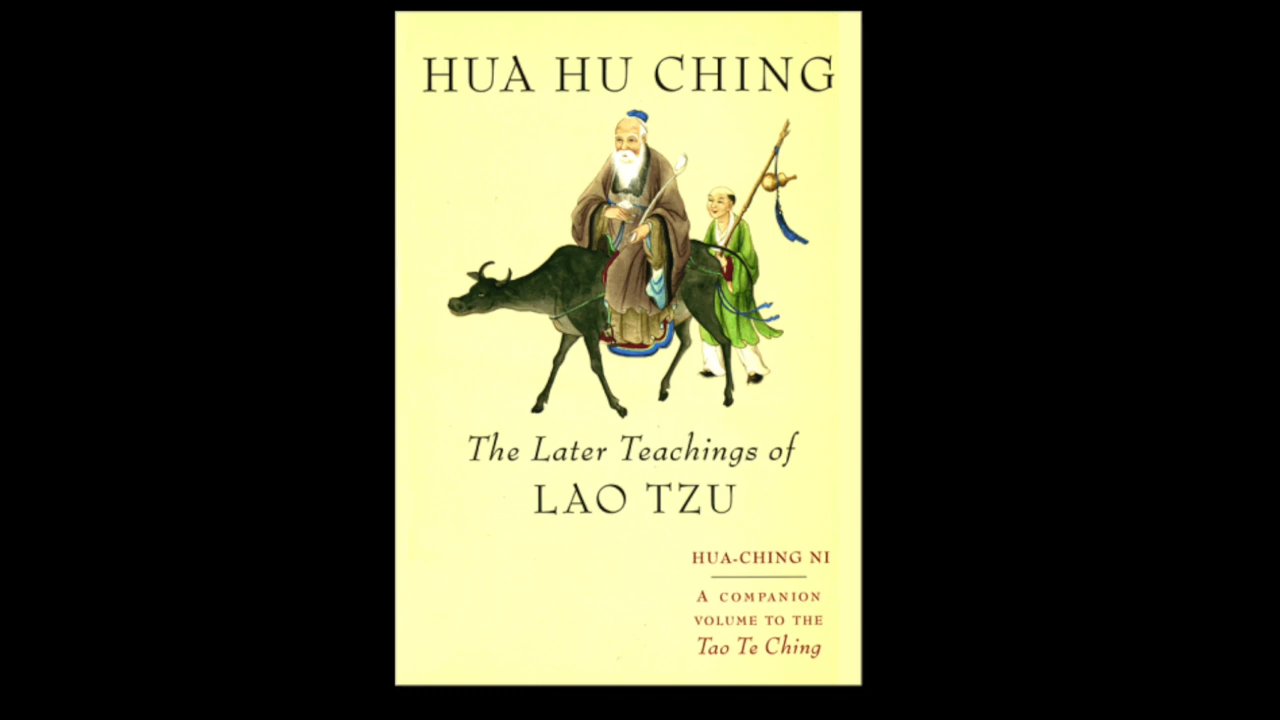 HUA HU CHING
The Later Teachings of
LAO TZU
HUA-CHING NI
A COMPANION
VOLUME TO THE
Tao Te Ching